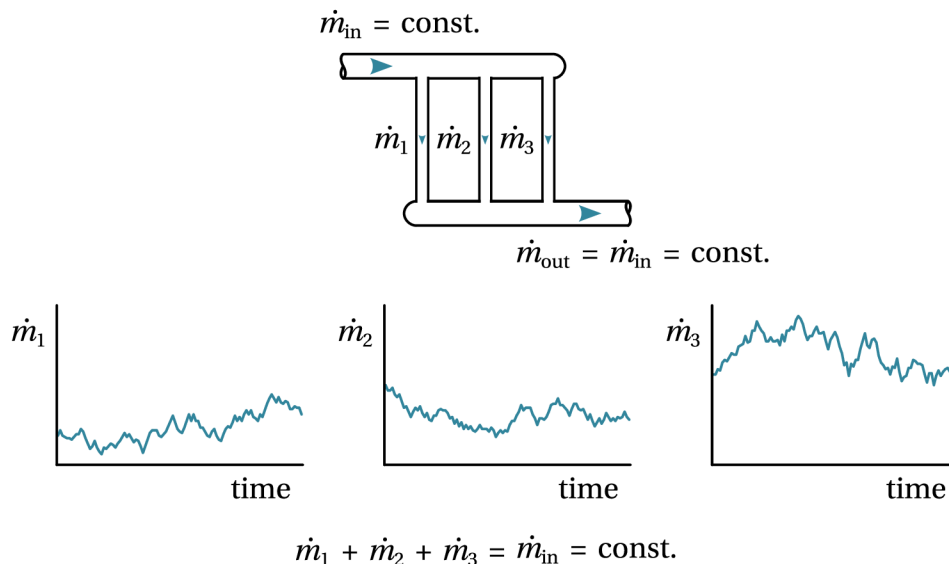 ṁin = const.
ṁ1 ṁ2 ṁ3
ṁout = ṁin = const.
ṁ1 ṁ2 ṁ3
time time time
ṁ1 + ṁ2 + ṁ3 = ṁin = const.